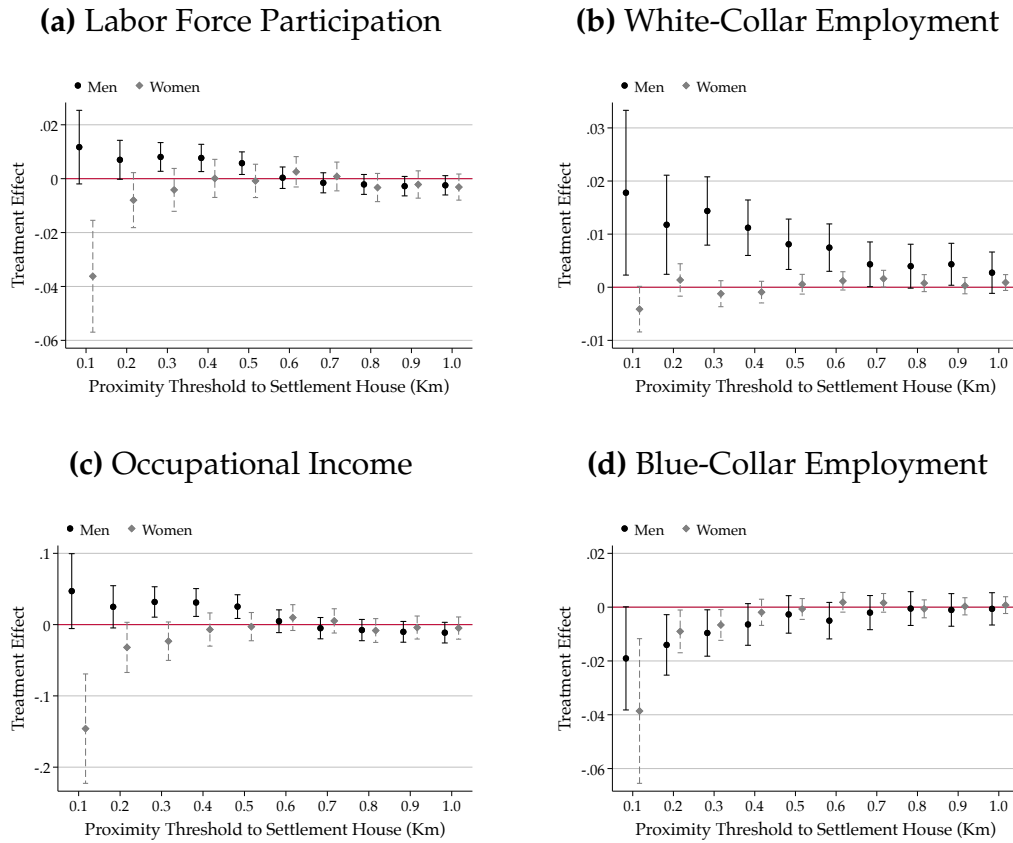 (a) Labor Force Participation
Men Women
Treatment Effect
.02
0
-.02
-.04
-.06
0.1 0.2 0.3 0.4 0.5 0.6 0.7 0.8 0.9 1.0
Proximity Threshold to Settlement House (Km)
(b) White-Collar Employment
Men Women
Treatment Effect
.03
.02
.01
0
-.01
0.1 0.2 0.3 0.4 0.5 0.6 0.7 0.8 0.9 1.0
Proximity Threshold to Settlement House (Km)
(c) Occupational Income
Men Women
Treatment Effect
.1
0
-.1
-.2
0.1 0.2 0.3 0.4 0.5 0.6 0.7 0.8 0.9 1.0
Proximity Threshold to Settlement House (Km)
(d) Blue-Collar Employment
Men Women
Treatment Effect
.02
0
-.02
-.04
-.06
0.1 0.2 0.3 0.4 0.5 0.6 0.7 0.8 0.9 1.0
Proximity Threshold to Settlement House (Km)